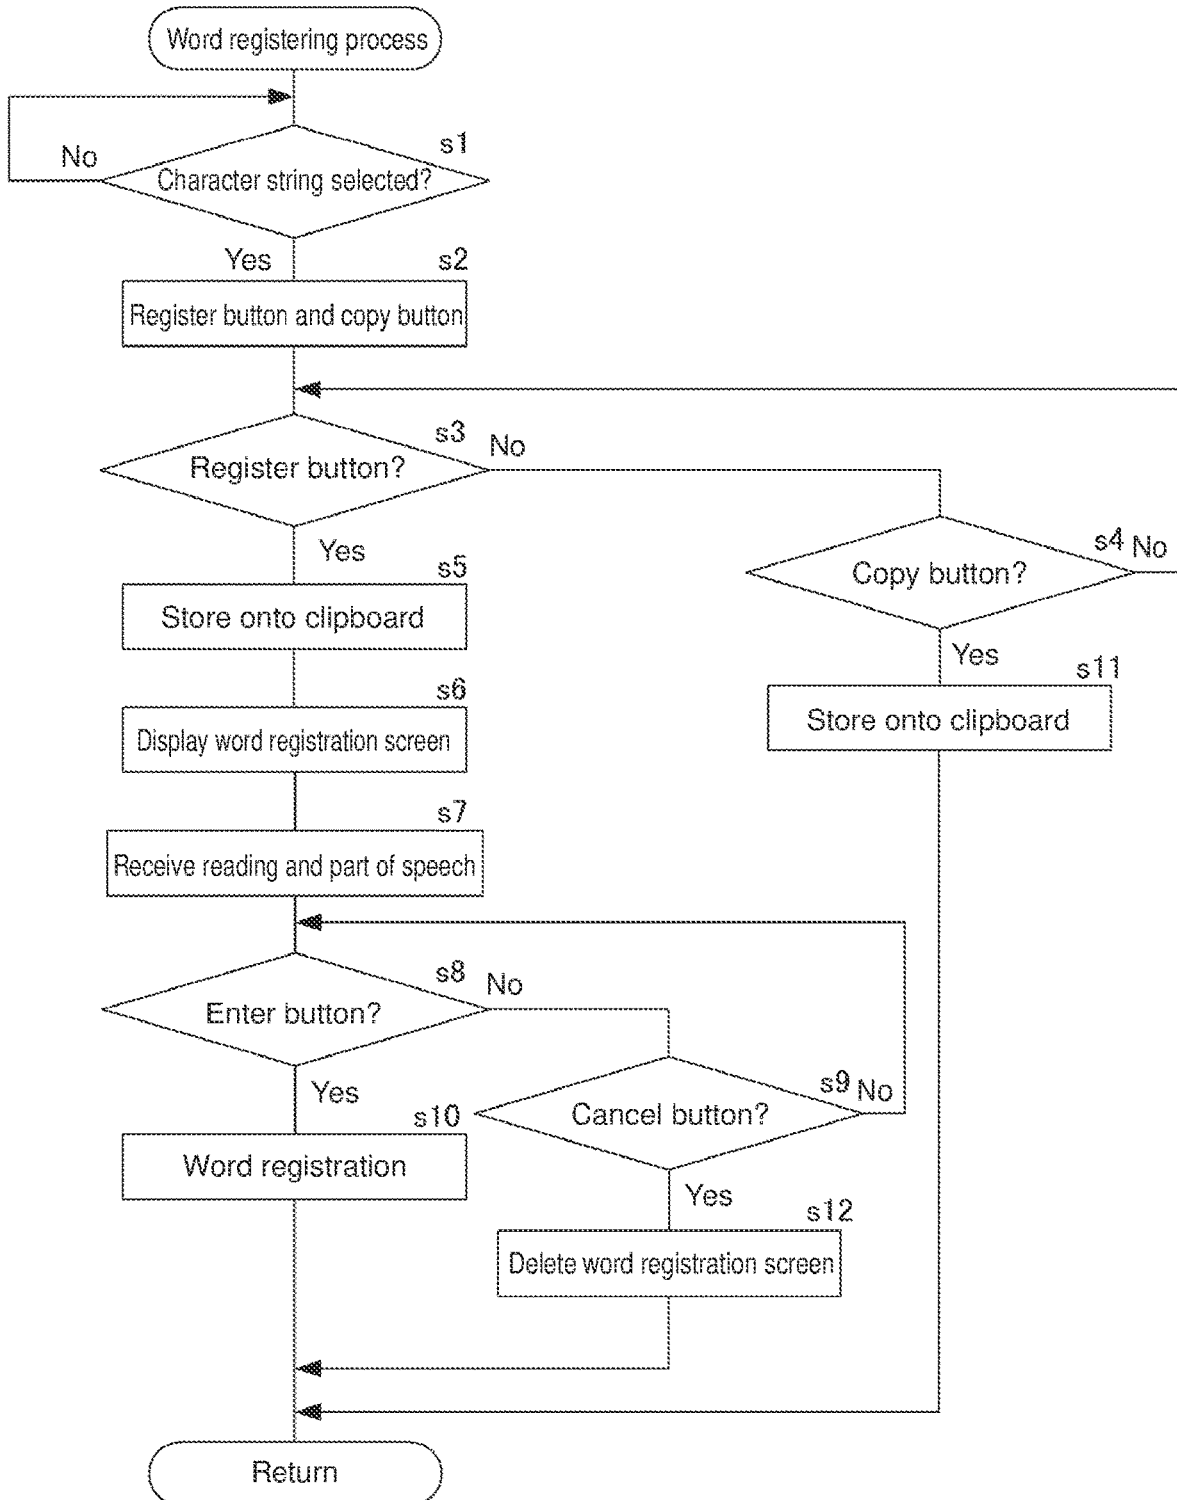 Word registering process
s1
No
Character string selected?
Yes
s2
Register button and copy button
s3
No
Register button?
s4
No
Copy button?
Yes
s5
Store onto clipboard
Yes
s11
Store onto clipboard
s6
Display word registration screen
s7
Receive reading and part of speech
s8
No
Enter button?
s9
No
Cancel button?
Yes
s10
Word registration
Yes
s12
Delete word registration screen
Return